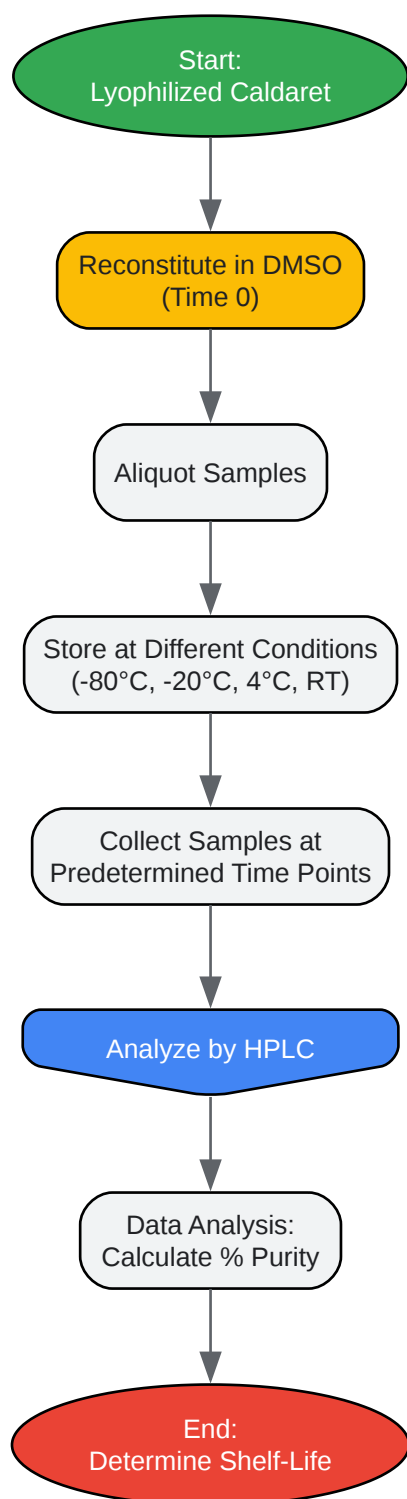 Start:
Lyophilized Caldaret
Reconstitute in DMSO
(Time 0)
Aliquot Samples
Store at Different Conditions
(-80°C, -20°C, 4°C, RT)
Collect Samples at
Predetermined Time Points
Analyze by HPLC
Data Analysis:
Calculate % Purity
End:
Determine Shelf-Life